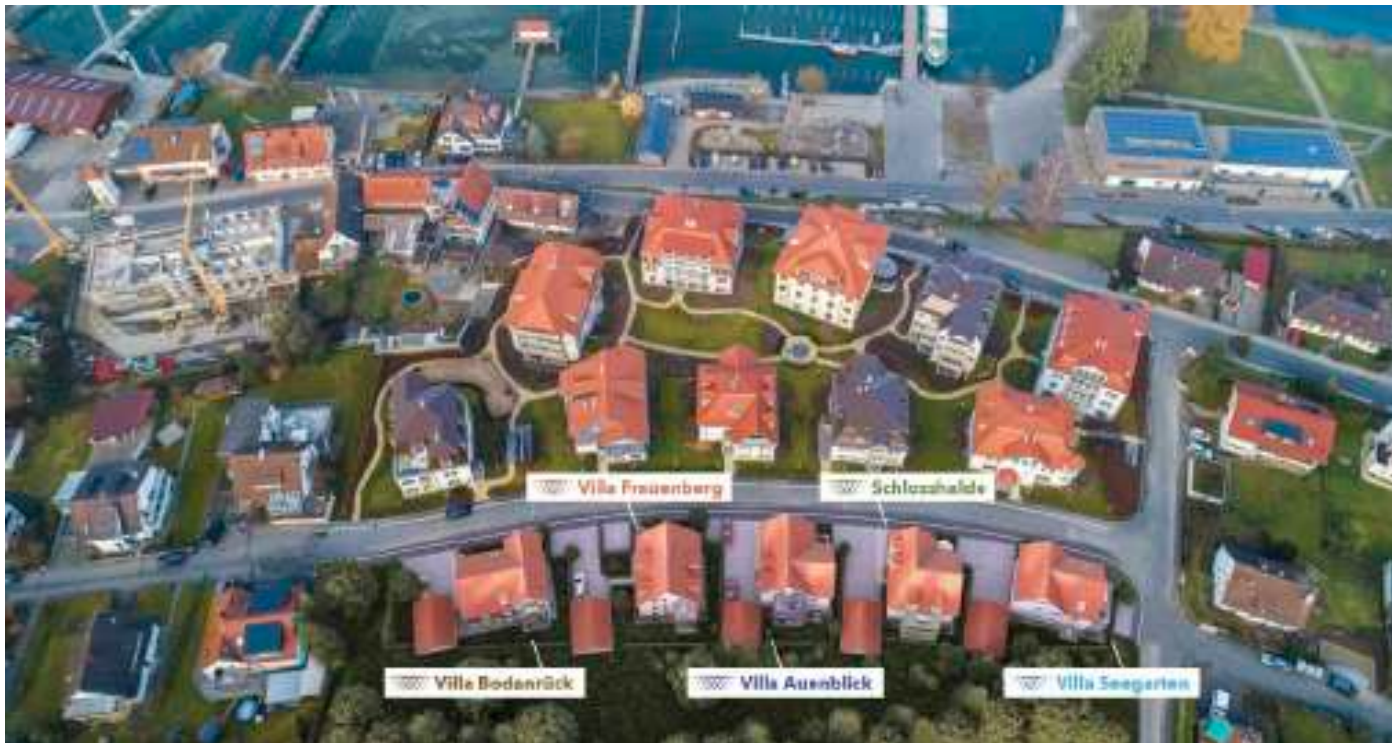 Villa Frauenberg
Schlosshalde
Villa Bodanrück
Villa Auenblick
Villa Seegarten